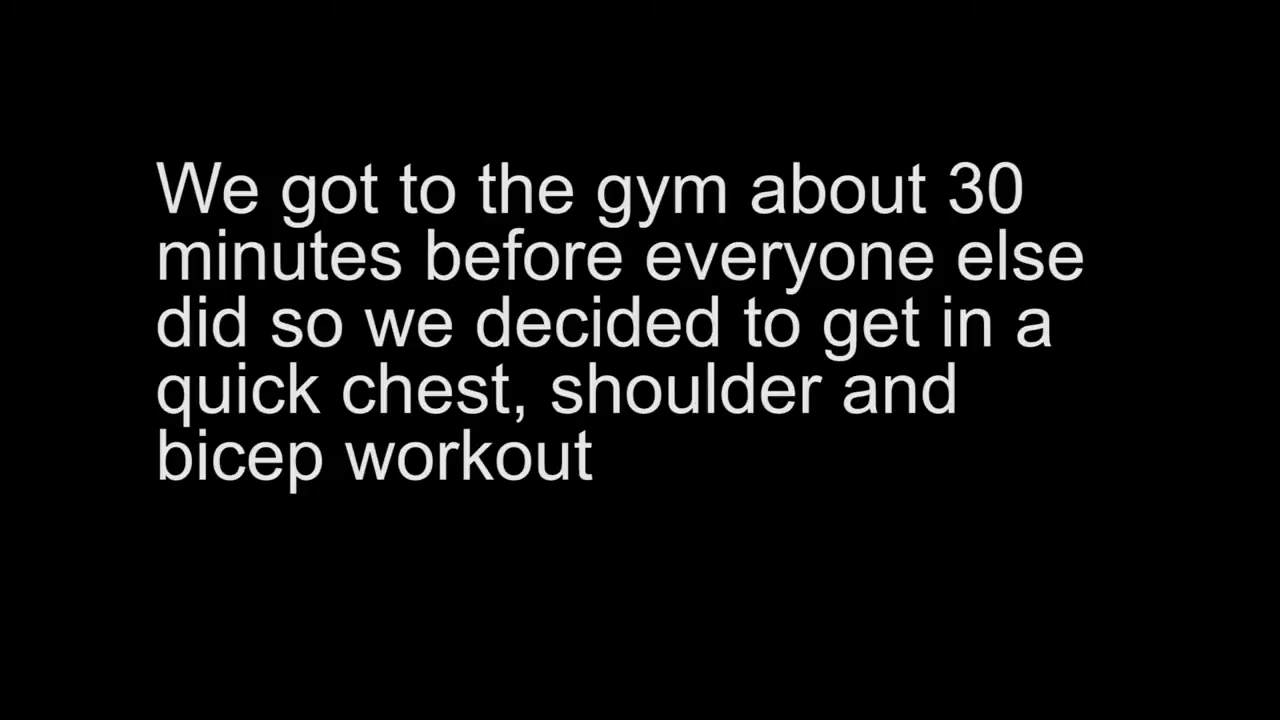 We got to the gym about 30
minutes before everyone else
did so we decided to get in a
quick chest, shoulder and
bicep workout